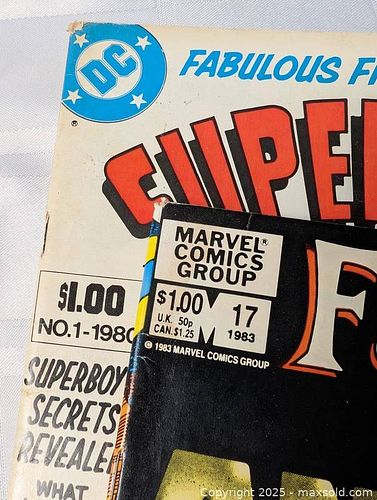 DC
®
FABULOUS FI
SUPE
MARVEL®
COMICS
GROUP
$1.00
U.K. 50p
CAN. $1.25
M
17
1983
© 1983 MARVEL COMICS GROUP
F
$1.00
NO.1-1980
SUPERBOY
SECRETS
REVEALE
WHAT
Copyright 2025 - maxsold.com